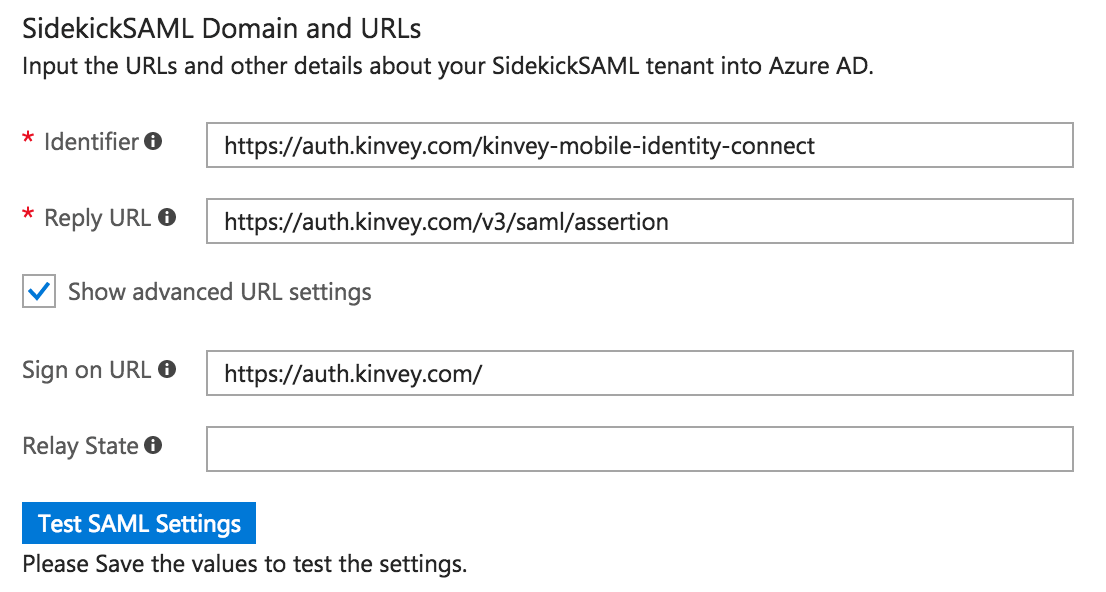 SidekickSAML Domain and URLs
Input the URLs and other details about your SidekickSAML tenant into Azure AD.
* Identifier https://auth.kinvey.com/kinvey-mobile-identity-connect
* Reply URL https://auth.kinvey.com/v3/saml/assertion
Show advanced URL settings
Sign on URL https://auth.kinvey.com/
Relay State
Test SAML Settings
Please Save the values to test the settings.